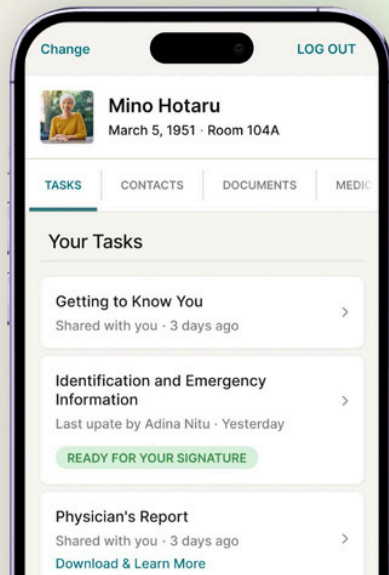 Change LOG OUT
Mino Hotaru
March 5, 1951 · Room 104A
TASKS CONTACTS DOCUMENTS MEDIC
Your Tasks
Getting to Know You
Shared with you · 3 days ago
Identification and Emergency
Information
Last upate by Adina Nitu · Yesterday
READY FOR YOUR SIGNATURE
Physician's Report
Shared with you · 3 days ago
Download & Learn More